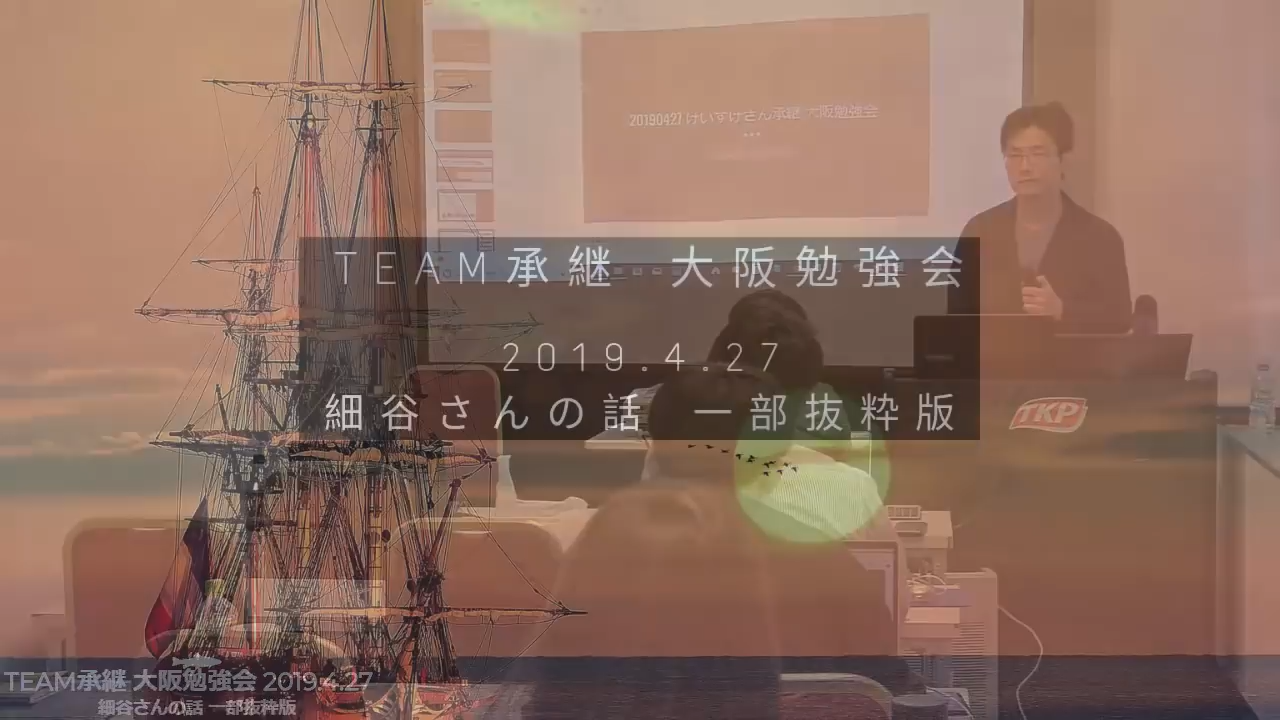 20190427 けいすけさん承継 大阪勉強会
TEAM承継 大阪勉強会
2019.4.27
細谷さんの話 一部抜粋版
TKP
TEAM承継 大阪勉強会 2019.4.27
細谷さんの話 一部抜粋版